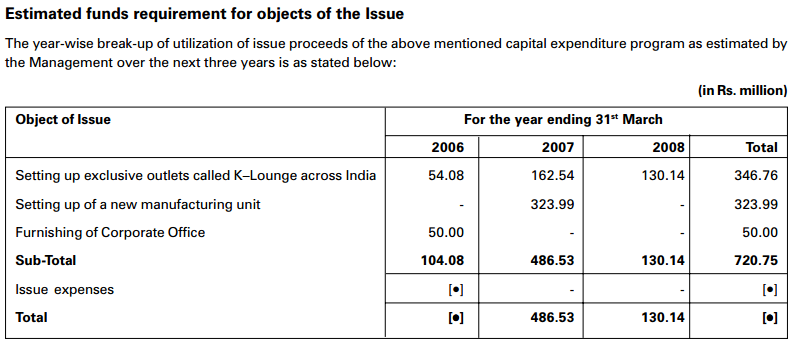 Estimated funds requirement for objects of the Issue
The year-wise break-up of utilization of issue proceeds of the above mentioned capital expenditure program as estimated by
the Management over the next three years is as stated below:
(in Rs. million)
Object of Issue For the year ending 31st March
2006 2007 2008 Total
Setting up exclusive outlets called K–Lounge across India 54.08 162.54 130.14 346.76
Setting up of a new manufacturing unit - 323.99 - 323.99
Furnishing of Corporate Office 50.00 - - 50.00
Sub-Total 104.08 486.53 130.14 720.75
Issue expenses [●] - - [●]
Total [●] 486.53 130.14 [●]